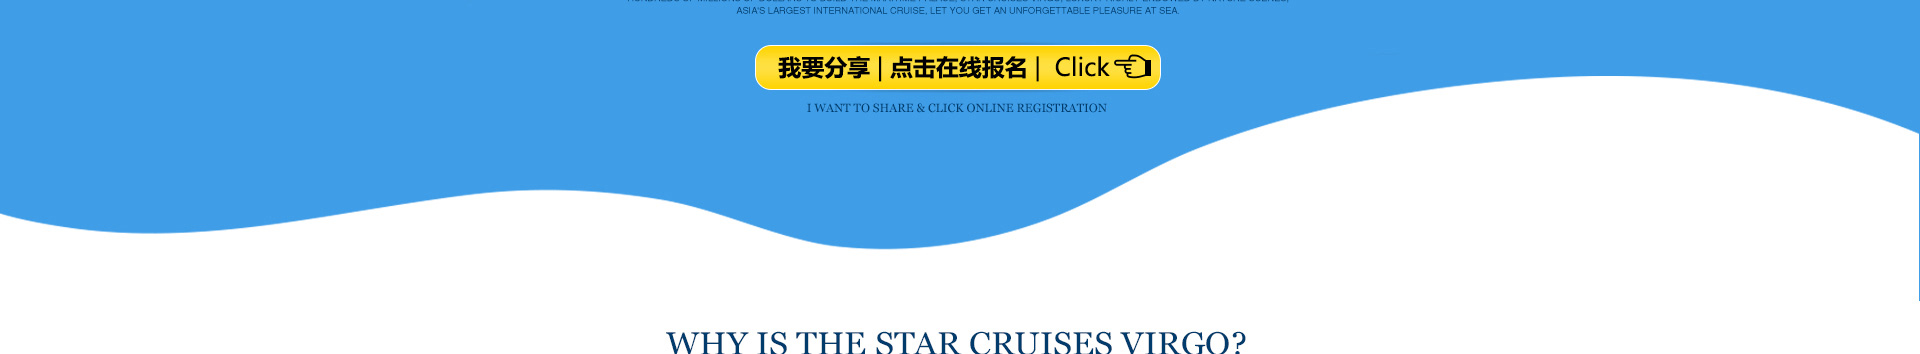 ASIA'S LARGEST INTERNATIONAL CRUISE, LET YOU GET AN UNFORGETTABLE PLEASURE AT SEA.
我要分享 | 点击在线报名 | Click
I WANT TO SHARE & CLICK ONLINE REGISTRATION
WHY IS THE STAR CRUISES VIRGO?